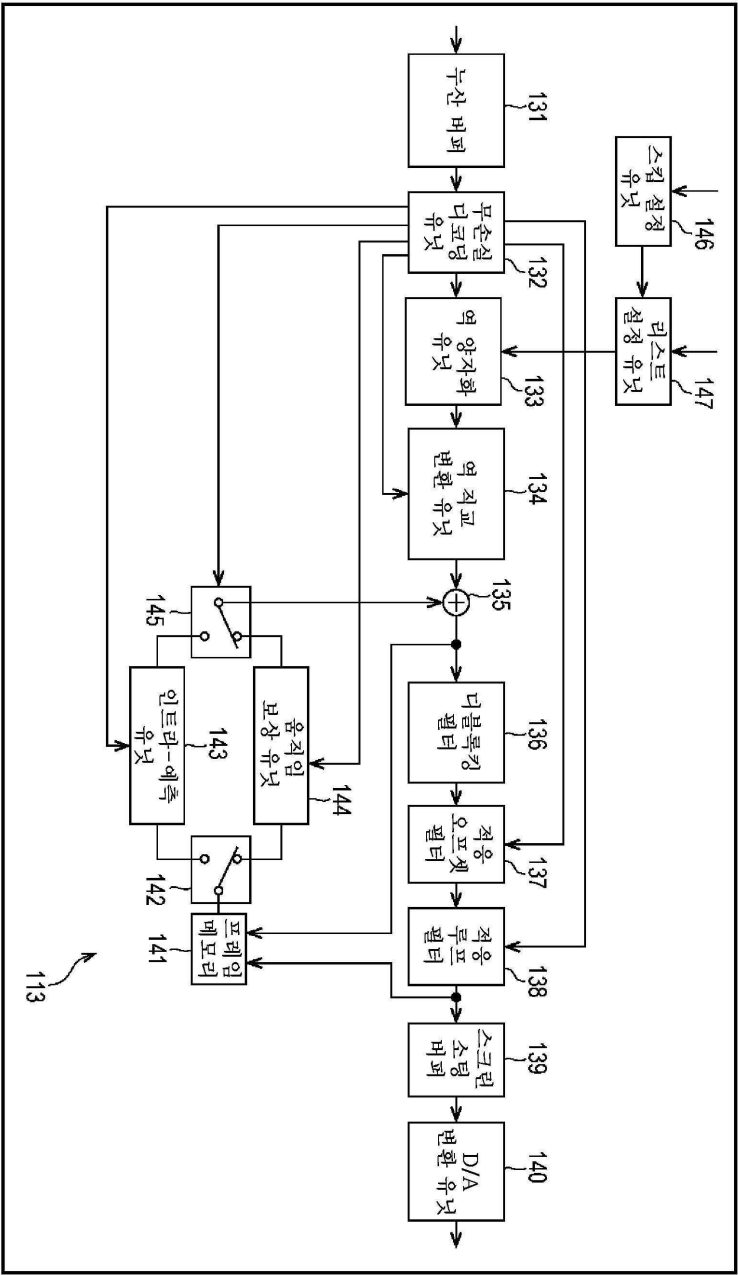 146
스킵 설정
유닛
147
리스트
설정 유닛
131
누산 버퍼
132
무손실
디코딩
유닛
133
역 양자화
유닛
134
역 직교
변환 유닛
135
136
디블록킹
필터
137
적응
오프셋
필터
138
적응
루프
필터
139
스크린
소팅
버퍼
140
D/A
변환 유닛
144
움직임
보상 유닛
145
143
인트라-예측
유닛
142
141
프레임
메모리
113